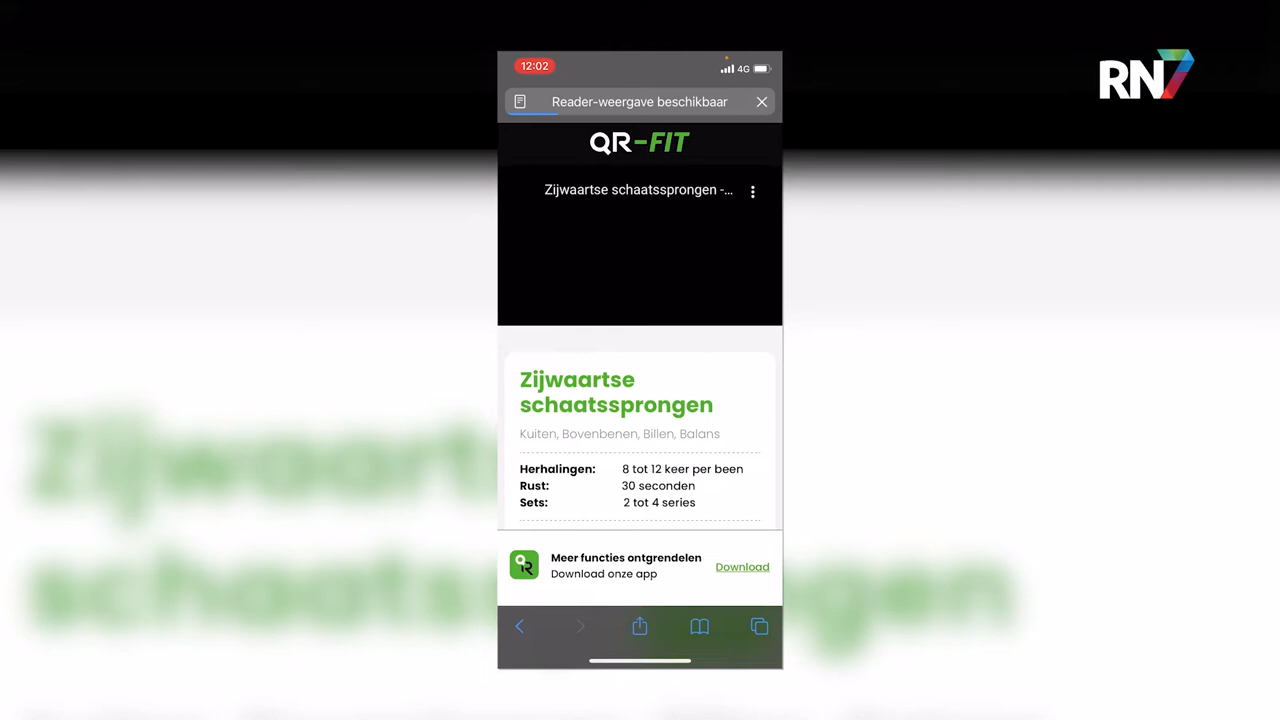 RN7
12:02
4G
Reader-weergave beschikbaar
QR-FIT
Zijwaartse schaatssprongen -...
Zijwaartse
schaatssprongen
Kuiten, Bovenbenen, Billen, Balans
Herhalingen: 8 tot 12 keer per been
Rust: 30 seconden
Sets: 2 tot 4 series
Meer functies ontgrendelen
Download onze app
Download